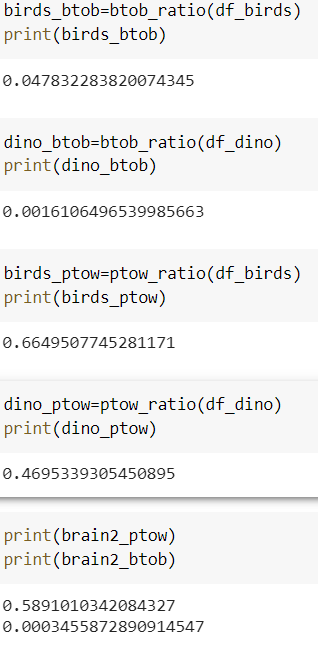 birds_btob=btob_ratio(df_birds)
print(birds_btob)
0.047832283820074345
dino_btob=btob_ratio(df_dino)
print(dino_btob)
0.0016106496539985663
birds_ptow=ptow_ratio(df_birds)
print(birds_ptow)
0.6649507745281171
dino_ptow=ptow_ratio(df_dino)
print(dino_ptow)
0.4695339305450895
print(brain2_ptow)
print(brain2_btob)
0.5891010342084327
0.0003455872890914547